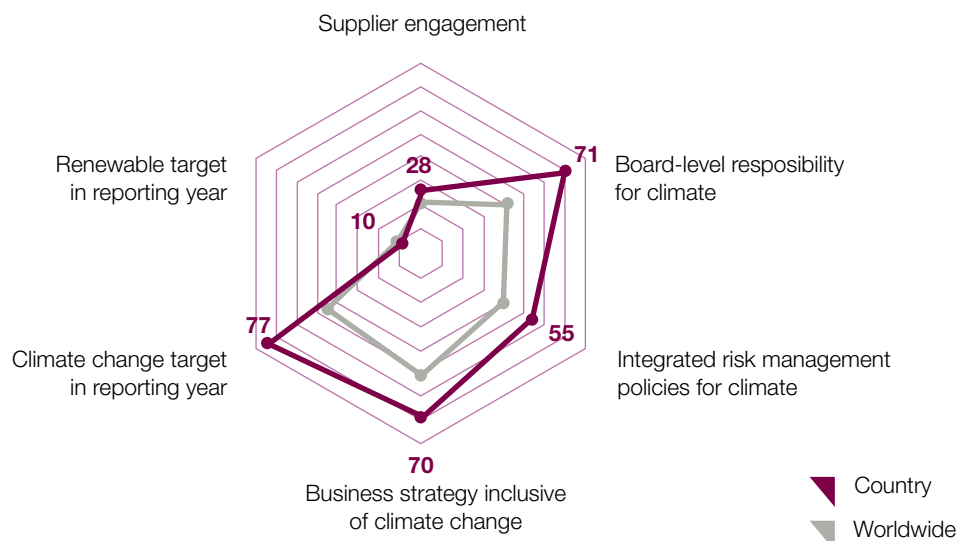 Supplier engagement
Renewable target
in reporting year
28
71
Board-level resposibility
for climate
10
77
Climate change target
in reporting year
55
Integrated risk management
policies for climate
70
Business strategy inclusive
of climate change
Country
Worldwide